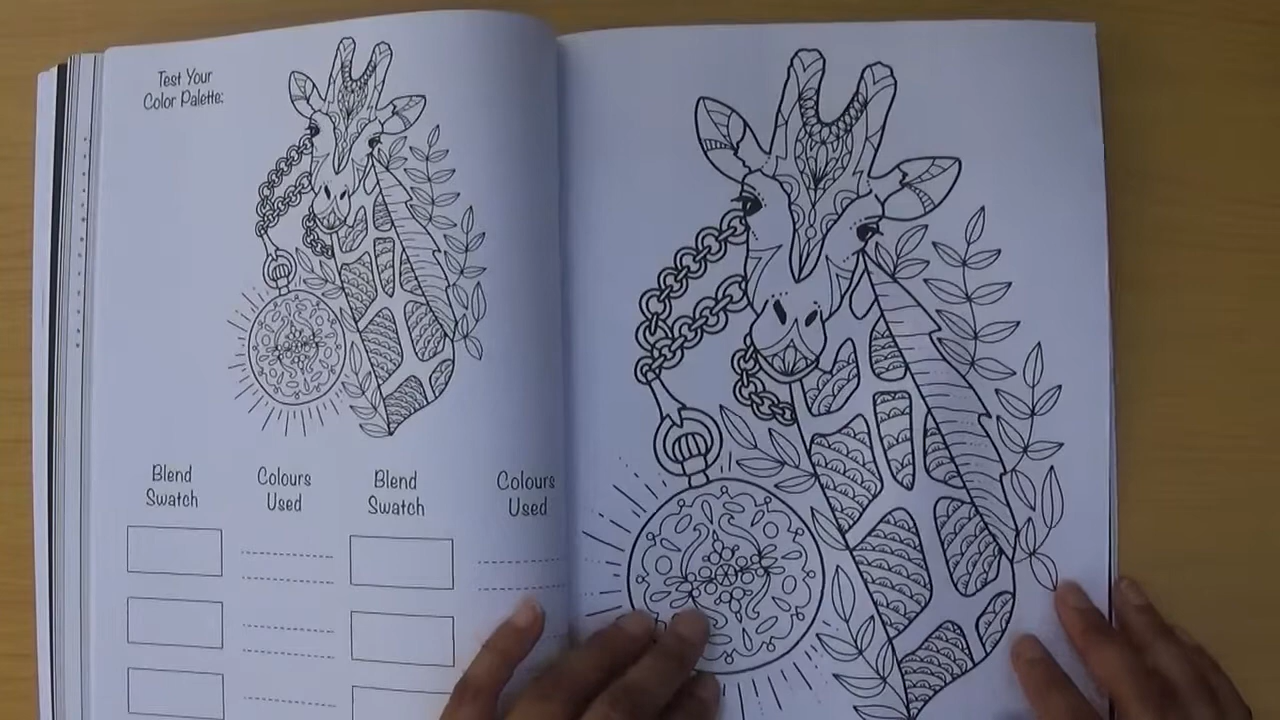 Test Your
Color Palette:
Blend
Swatch
Colours
Used
Blend
Swatch
Colours
Used